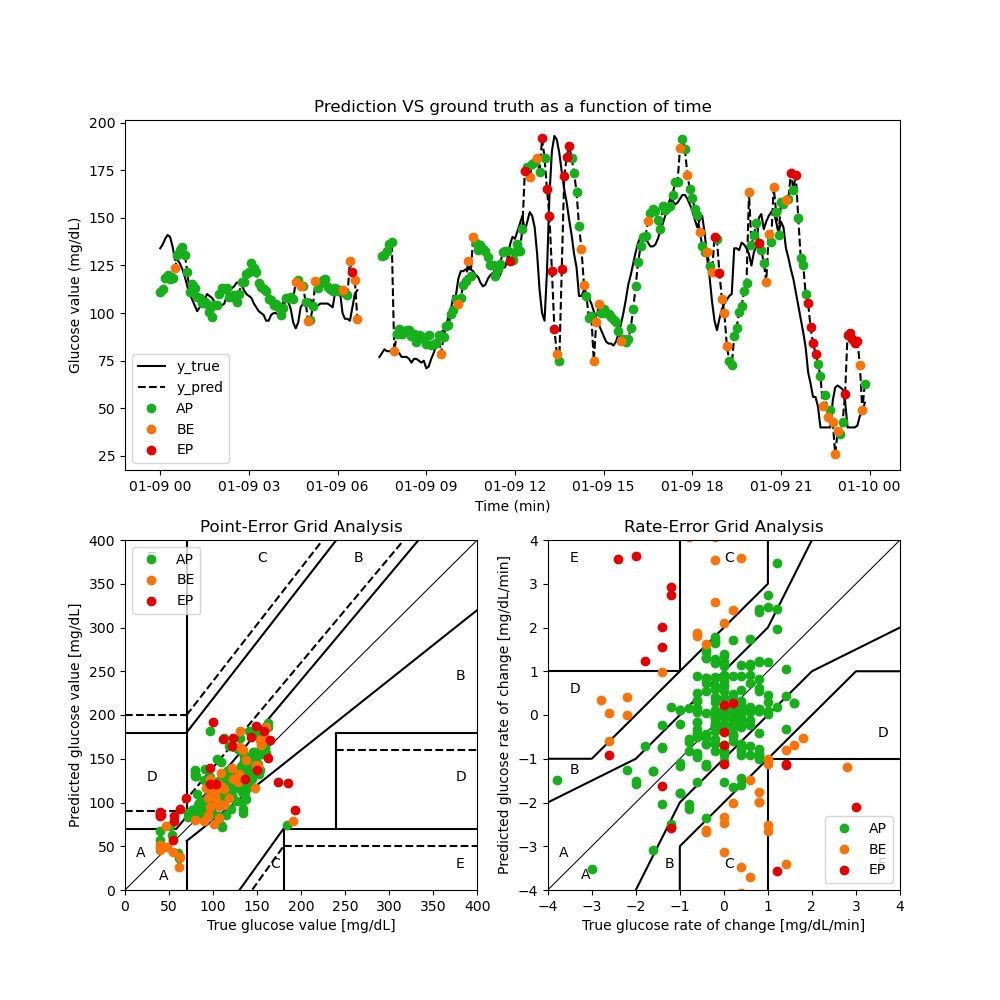 Prediction VS ground truth as a function of time
Glucose value (mg/dL)
200
175
150
125
100
75
50
25
y_true
y_pred
AP
BE
EP
01-09 00 01-09 03 01-09 06 01-09 09 01-09 12 01-09 15 01-09 18 01-09 21 01-10 00
Time (min)
Point-Error Grid Analysis
Predicted glucose value [mg/dL]
400
350
300
250
200
150
100
50
0
AP
BE
EP
C
B
B
D
D
A
A
C
E
0 50 100 150 200 250 300 350 400
True glucose value [mg/dL]
Rate-Error Grid Analysis
Predicted glucose rate of change [mg/dL/min]
4
3
2
1
0
−1
−2
−3
−4
E
C
D
D
B
A
A
B
C
AP
BE
EP
−4 −3 −2 −1 0 1 2 3 4
True glucose rate of change [mg/dL/min]